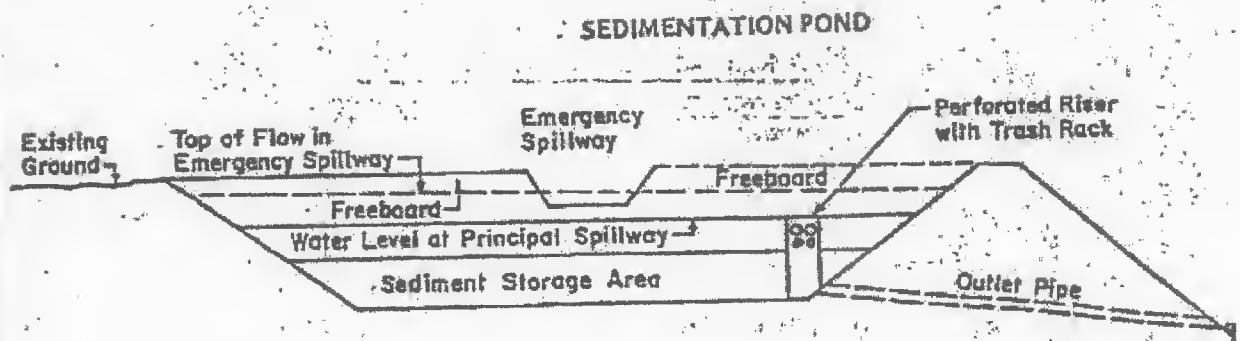 SEDIMENTATION POND
Existing
Ground
Top of Flow in
Emergency Spillway
Emergency
Spillway
Perforated Riser
with Trash Rack
Freeboard
Freeboard
Water Level at Principal Spillway
Sediment Storage Area
Outlet Pipe